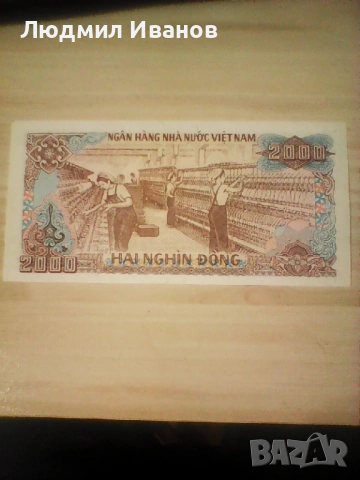 Людмил Иванов
NGÂN HÀNG NHÀ NƯỚC VIỆT NAM
2000
2000
HAI NGHÌN ĐỒNG
BAZAR